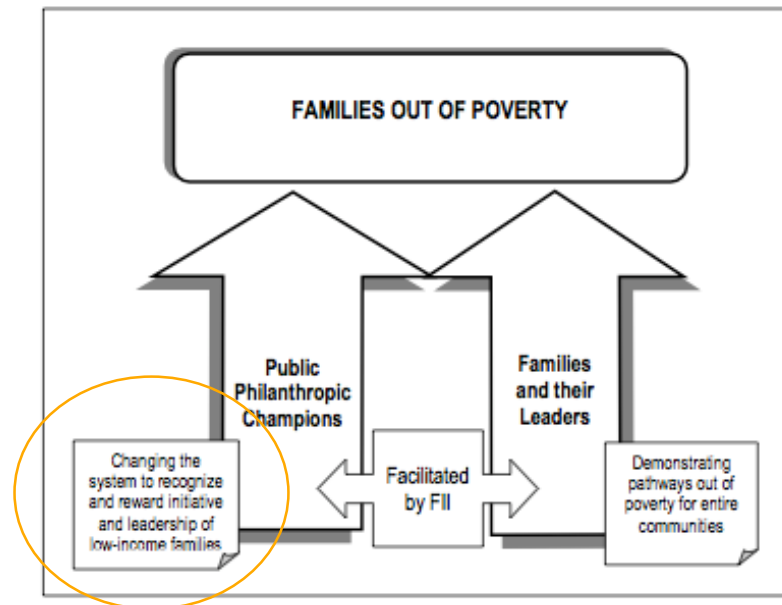 FAMILIES OUT OF POVERTY
Public
Philanthropic
Champions
Families
and their
Leaders
Changing the
system to recognize
and reward initiative
and leadership of
low-income families
Facilitated
by FII
Demonstrating
pathways out of
poverty for entire
communities